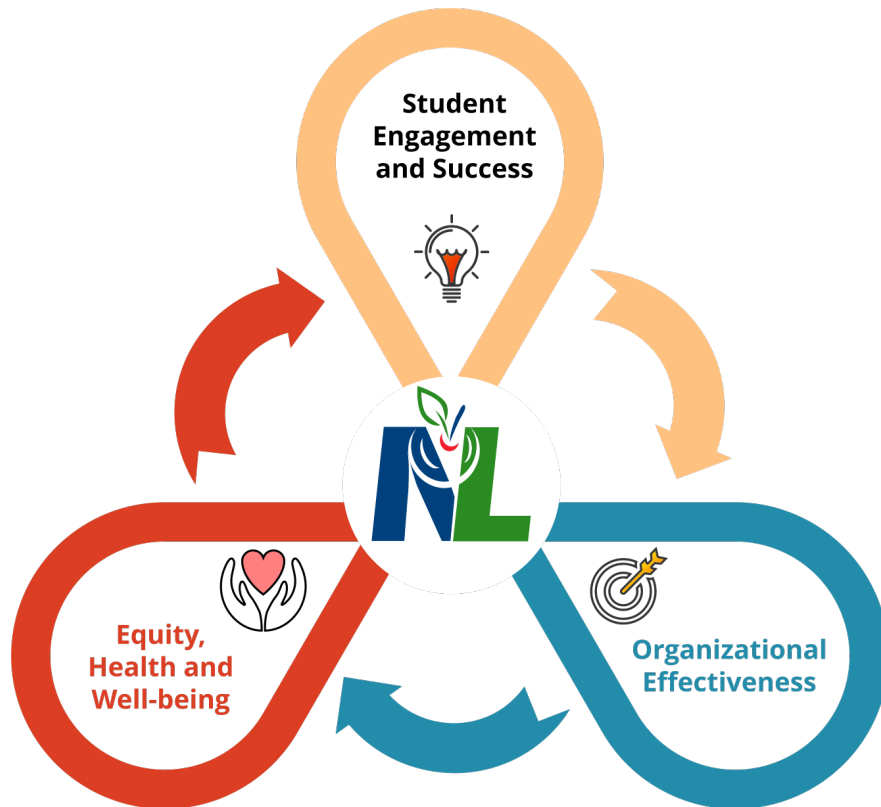 Student
Engagement
and Success
NL
Equity,
Health and
Well-being
Organizational
Effectiveness